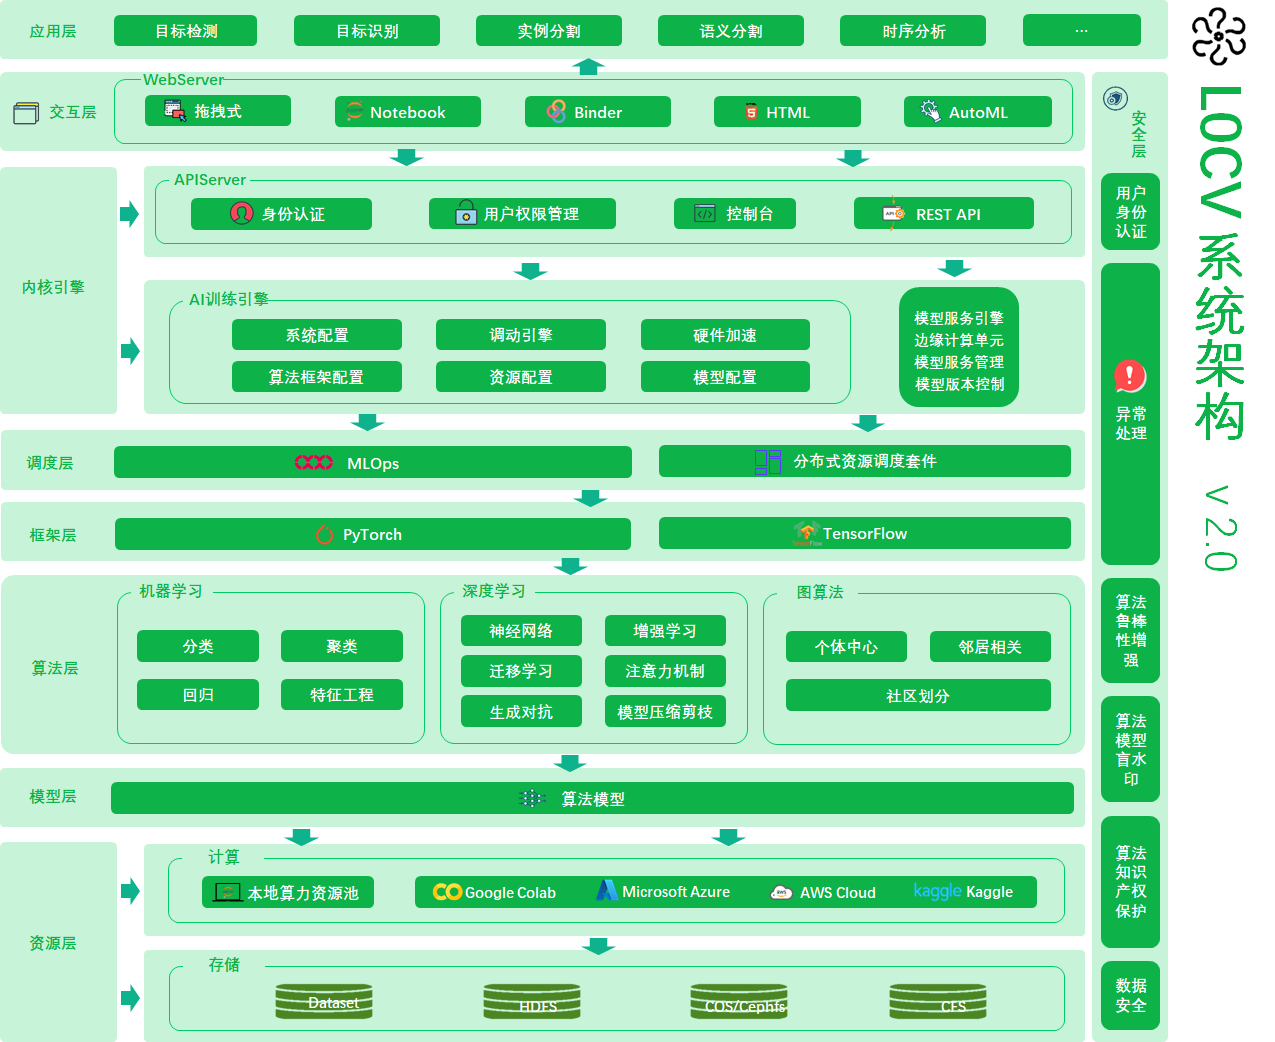 应用层
目标检测
目标识别
实例分割
语义分割
时序分析
...
交互层
WebServer
拖拽式
Notebook
Binder
HTML
AutoML
内核引擎
APIServer
身份认证
用户权限管理
控制台
API
REST API
AI训练引擎
系统配置
调动引擎
硬件加速
算法框架配置
资源配置
模型配置
模型服务引擎
边缘计算单元
模型服务管理
模型版本控制
调度层
MLOps
分布式资源调度套件
框架层
PyTorch
TensorFlow
TensorFlow
算法层
机器学习
分类
聚类
回归
特征工程
深度学习
神经网络
增强学习
迁移学习
注意力机制
生成对抗
模型压缩剪枝
图算法
个体中心
邻居相关
社区划分
模型层
算法模型
资源层
计算
本地算力资源池
Google Colab
Microsoft Azure
AWS
AWS Cloud
kaggle
Kaggle
存储
Dataset
HDFS
COS/Cephfs
CFS
安全层
用户
身份
认证
异常
处理
算法
鲁棒
性增
强
算法
模型
盲水
印
算法
知识
产权
保护
数据
安全
LOCV系统架构
v2.0